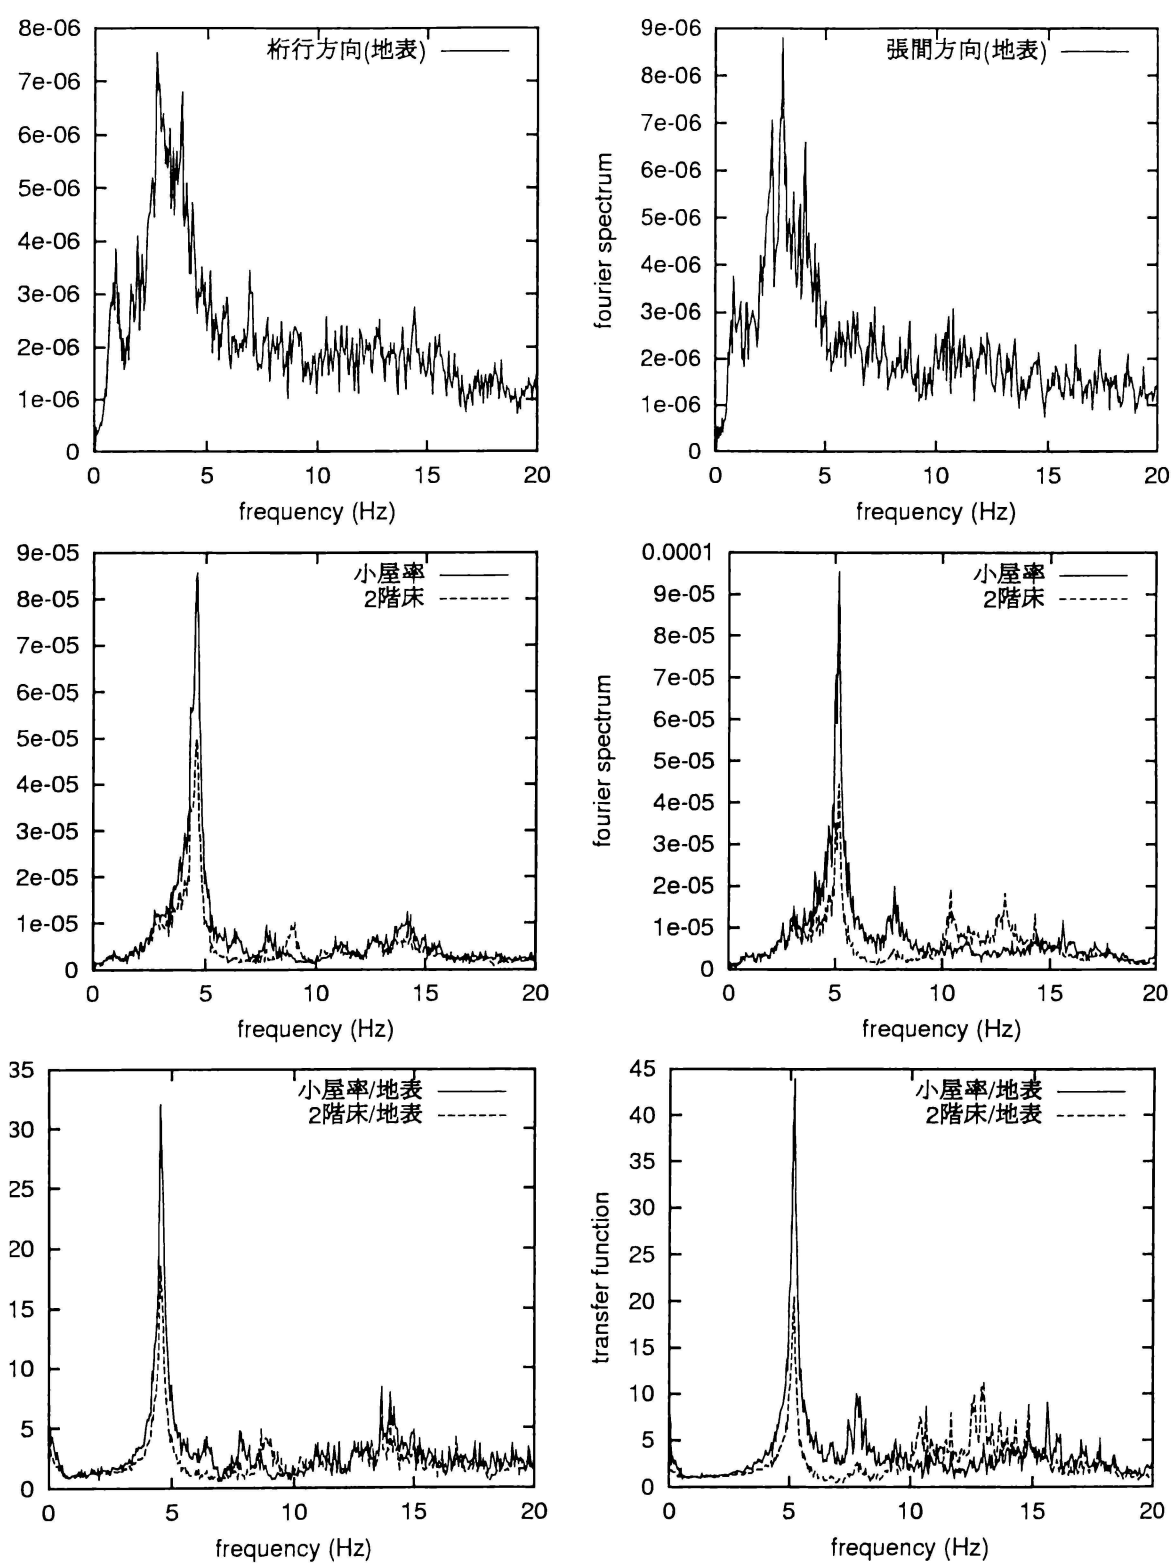 8e-06
7e-06
6e-06
5e-06
4e-06
3e-06
2e-06
1e-06
0
桁行方向(地表)
0 5 10 15 20
frequency (Hz)
fourier spectrum
9e-06
8e-06
7e-06
6e-06
5e-06
4e-06
3e-06
2e-06
1e-06
0
張間方向(地表)
0 5 10 15 20
frequency (Hz)
9e-05
8e-05
7e-05
6e-05
5e-05
4e-05
3e-05
2e-05
1e-05
0
小屋率
2階床
0 5 10 15 20
frequency (Hz)
fourier spectrum
0.0001
9e-05
8e-05
7e-05
6e-05
5e-05
4e-05
3e-05
2e-05
1e-05
0
小屋率
2階床
0 5 10 15 20
frequency (Hz)
35
30
25
20
15
10
5
0
小屋率/地表
2階床/地表
0 5 10 15 20
frequency (Hz)
transfer function
45
40
35
30
25
20
15
10
5
0
小屋率/地表
2階床/地表
0 5 10 15 20
frequency (Hz)